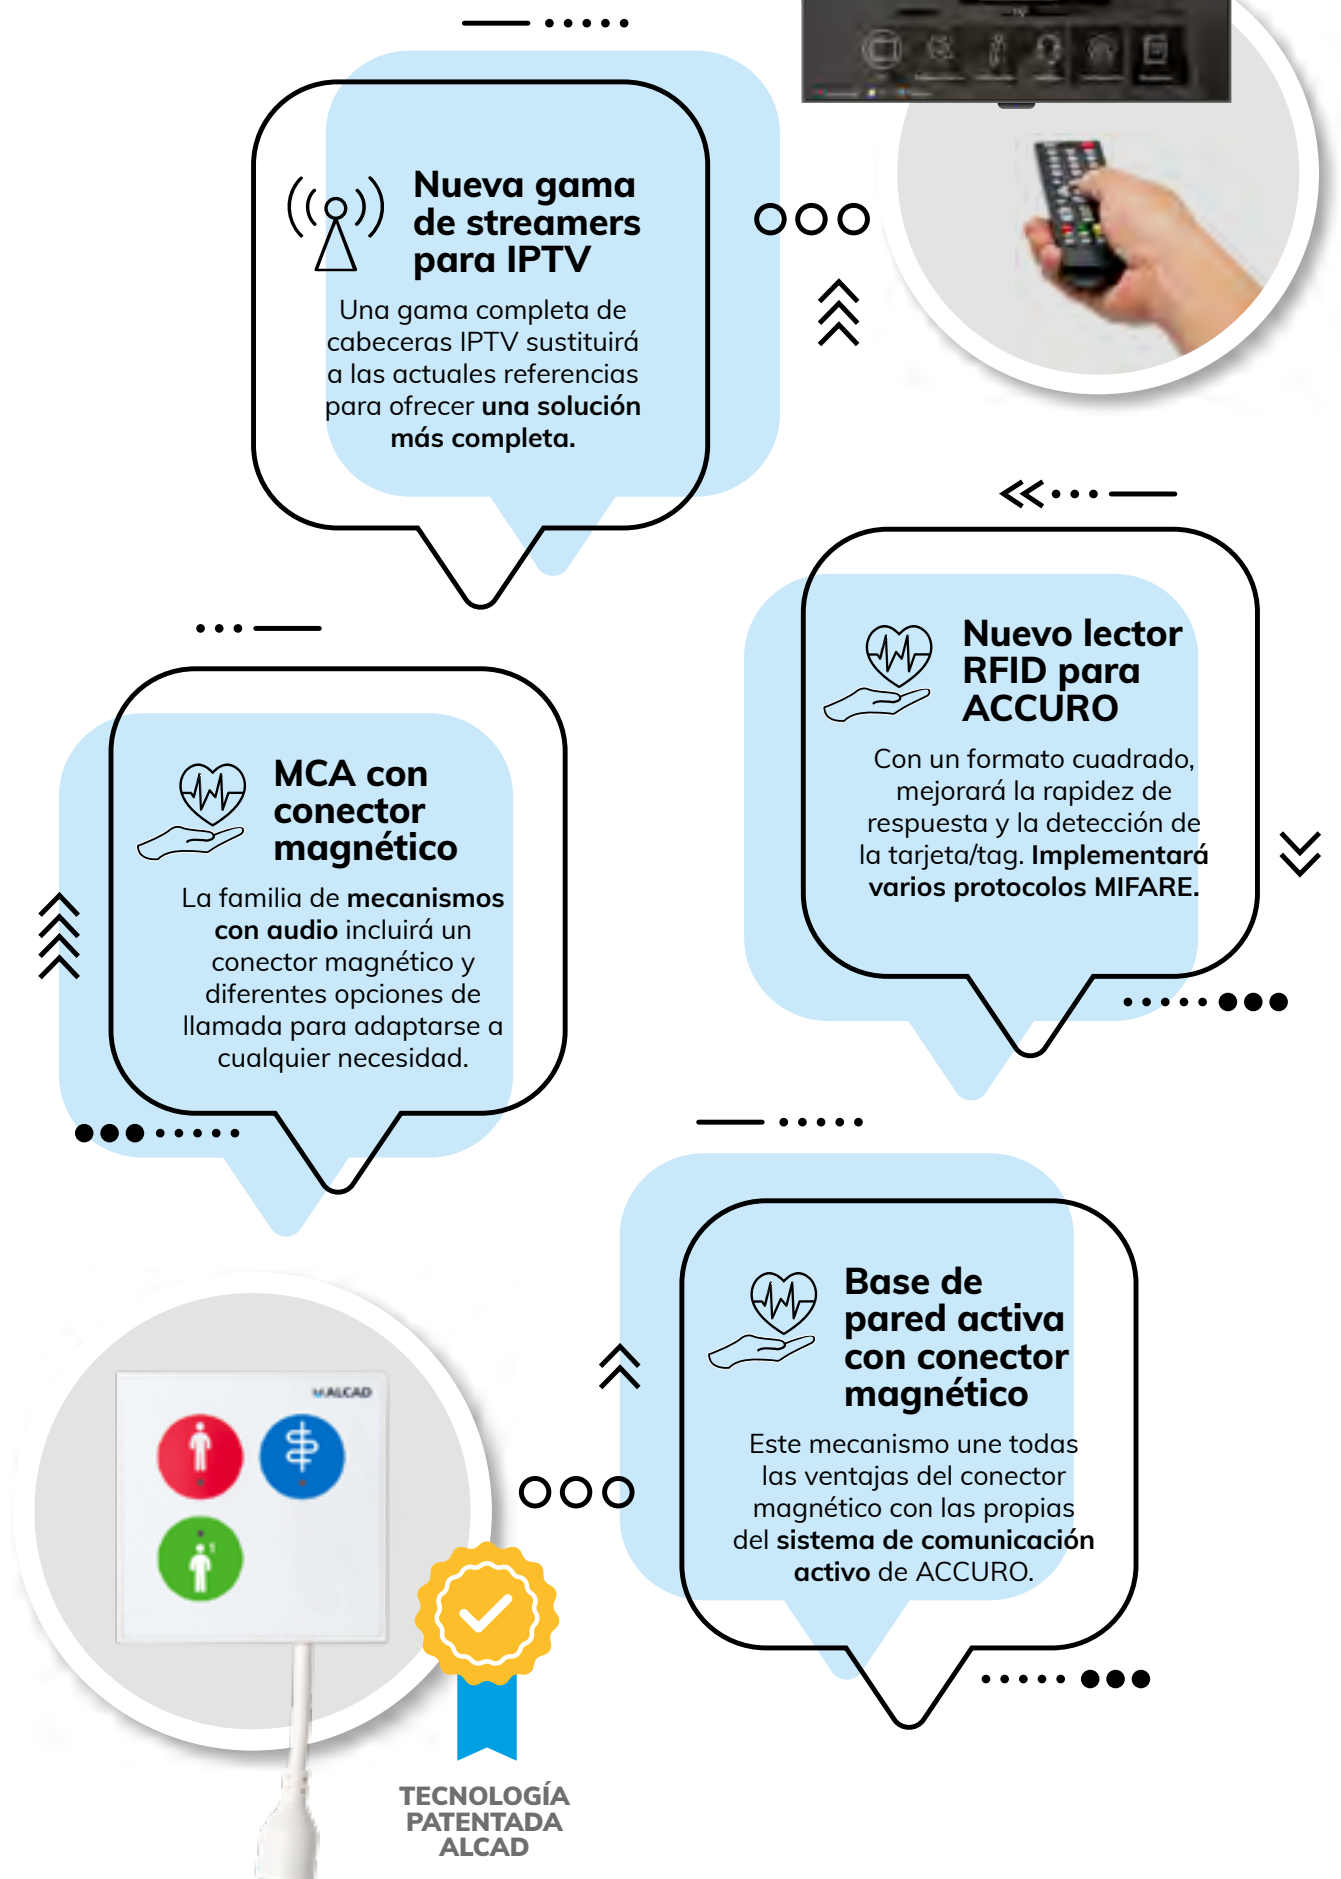 Nueva gama
de streamers
para IPTV
Una gama completa de
cabeceras IPTV sustituirá
a las actuales referencias
para ofrecer una solución
más completa.
Nuevo lector
RFID para
ACCURO
Con un formato cuadrado,
mejorará la rapidez de
respuesta y la detección de
la tarjeta/tag. Implementará
varios protocolos MIFARE.
MCA con
conector
magnético
La familia de mecanismos
con audio incluirá un
conector magnético y
diferentes opciones de
llamada para adaptarse a
cualquier necesidad.
Base de
pared activa
con conector
magnético
Este mecanismo une todas
las ventajas del conector
magnético con las propias
del sistema de comunicación
activo de ACCURO.
ALCAD
1
TECNOLOGÍA
PATENTADA
ALCAD